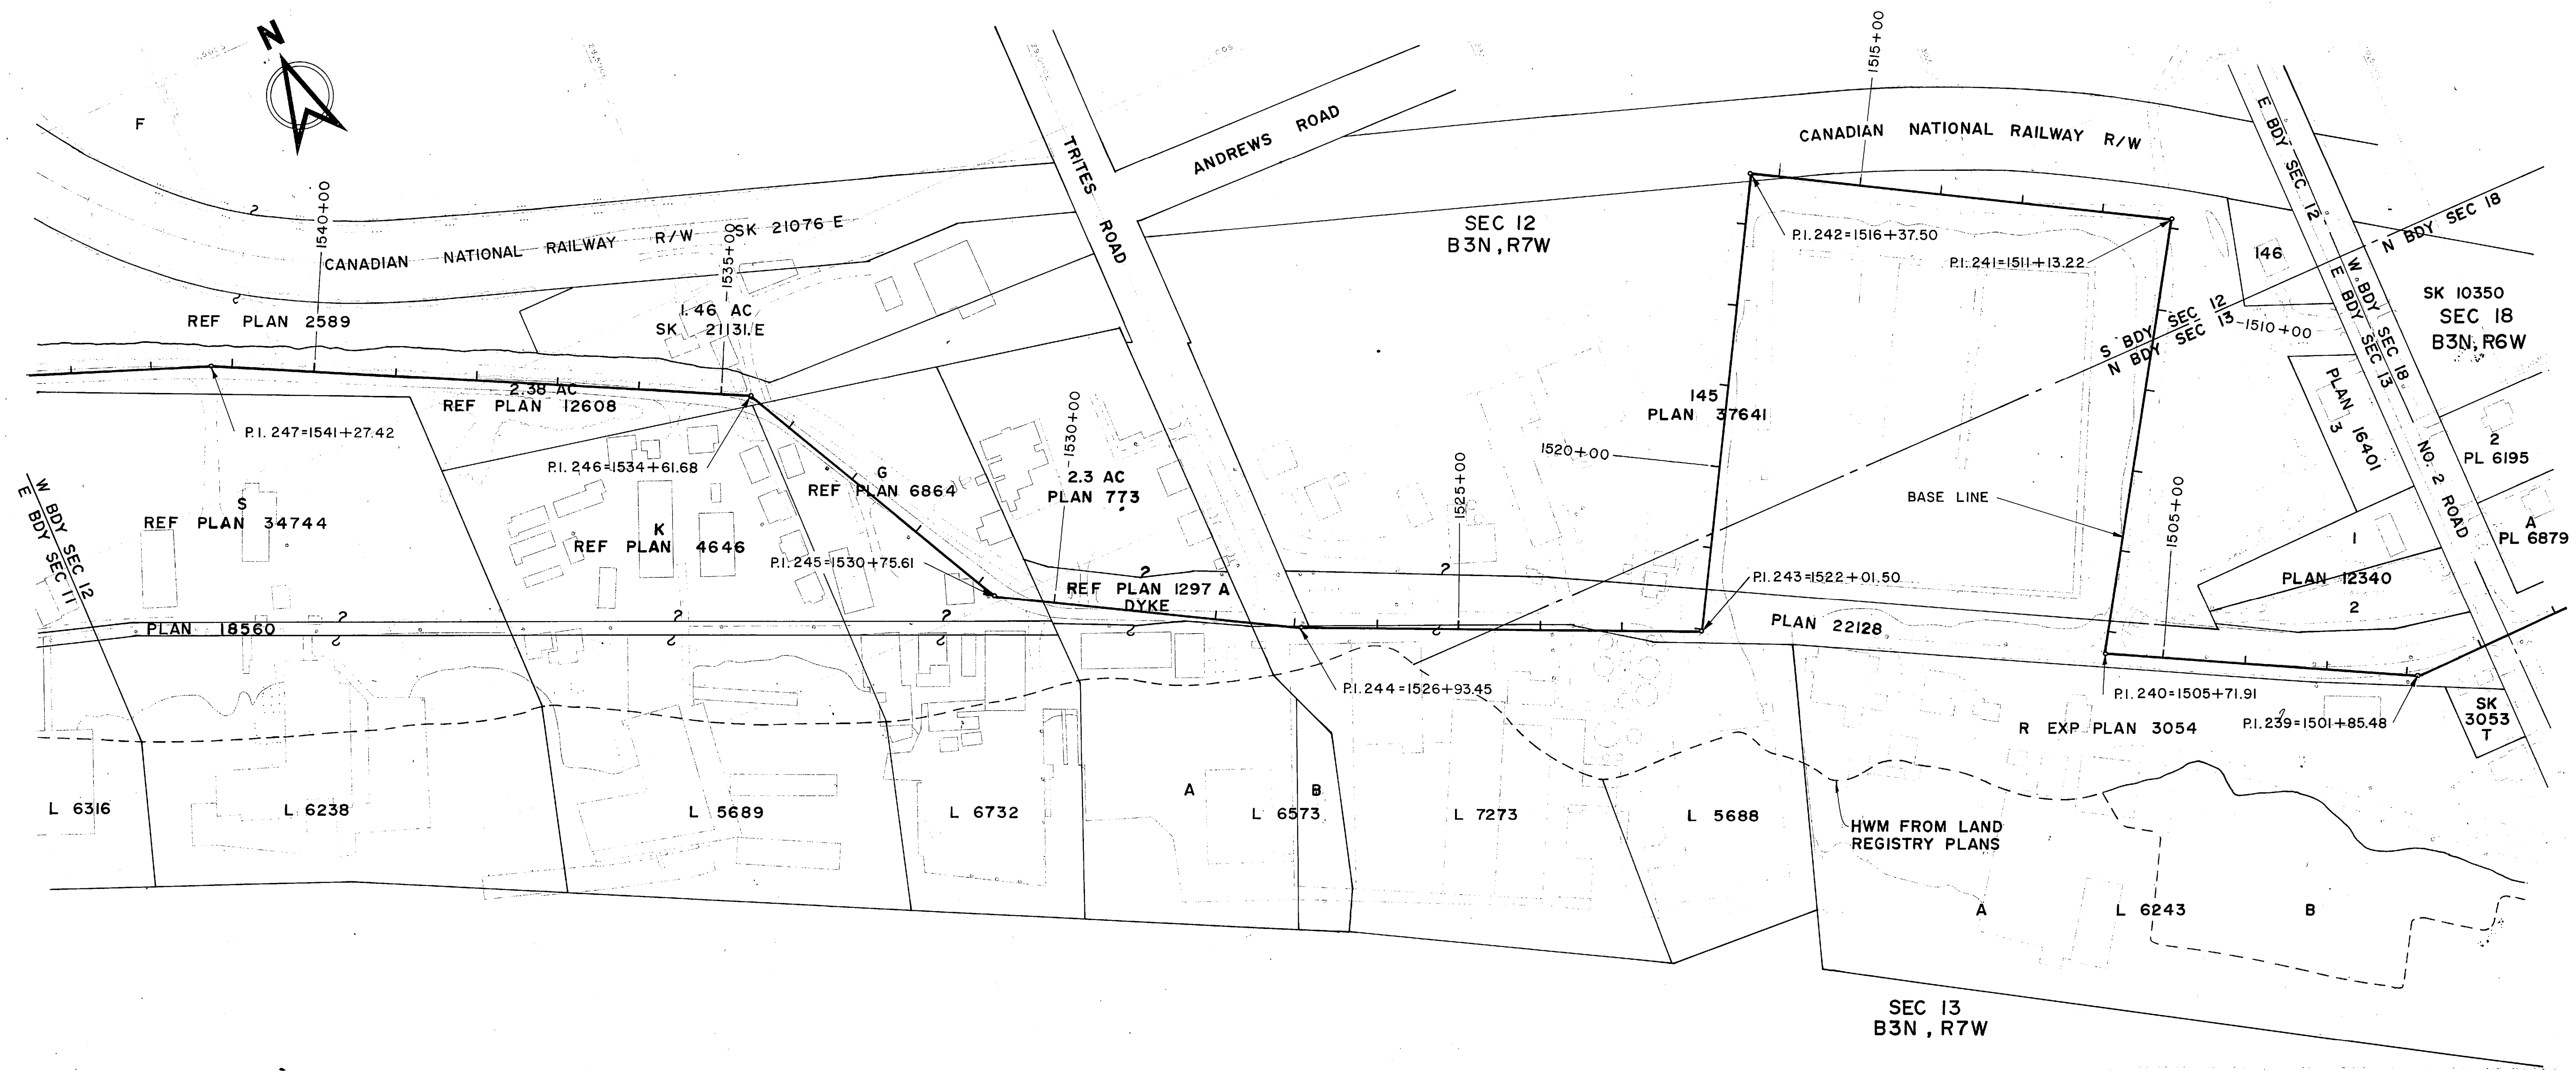 N
F
1540+00
CANADIAN NATIONAL RAILWAY R/W SK 21076 E
1535+00
REF PLAN 2589
1.46 AC
SK 21131.E
2.38 AC
REF PLAN 12608
P.I. 247=1541+27.42
P.I. 246=1534+61.68
S
REF PLAN 34744
W BDY SEC 12
E BDY SEC 11
K
REF PLAN 4646
G
REF PLAN 6864
P.I. 245=1530+75.61
PLAN 18560
TRITES ROAD
ANDREWS ROAD
1530+00
2.3 AC
PLAN 773
REF PLAN 1297 A
DYKE
1515+00
CANADIAN NATIONAL RAILWAY R/W
SEC 12
B3N, R7W
P.I. 242=1516+37.50
P.I. 241=1511+13.22
145
PLAN 37641
1520+00
1525+00
BASE LINE
1505+00
P.I. 243=1522+01.50
PLAN 22128
P.I. 244=1526+93.45
P.I. 240=1505+71.91
P.I. 239=1501+85.48
R EXP PLAN 3054
E BDY SEC 12
N BDY SEC 18
146
W. BDY SEC 18
E BDY SEC 13
S BDY SEC 12
N BDY SEC 13
1510+00
SK 10350
SEC 18
B3N, R6W
PLAN 16401
3
NO. 2 ROAD
2
PL 6195
A
PL 6879
1
PLAN 12340
2
SK
3053
T
L 6316
L 6238
L 5689
L 6732
A
L 6573
B
L 7273
L 5688
HWM FROM LAND
REGISTRY PLANS
A
L 6243
B
SEC 13
B3N, R7W